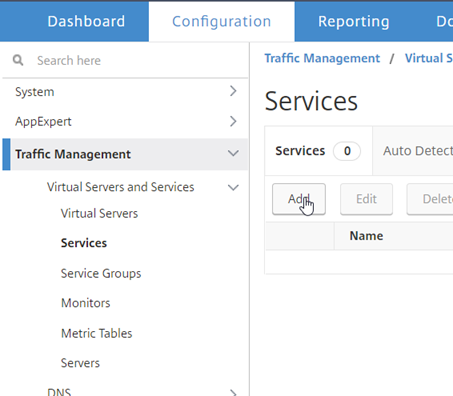 Dashboard Configuration Reporting
Search here
System
AppExpert
Traffic Management
Virtual Servers and Services
Virtual Servers
Services
Service Groups
Monitors
Metric Tables
Servers
DNS
Traffic Management / Virtual
Services
Services 0 Auto Detect
Add Edit Delete
Name